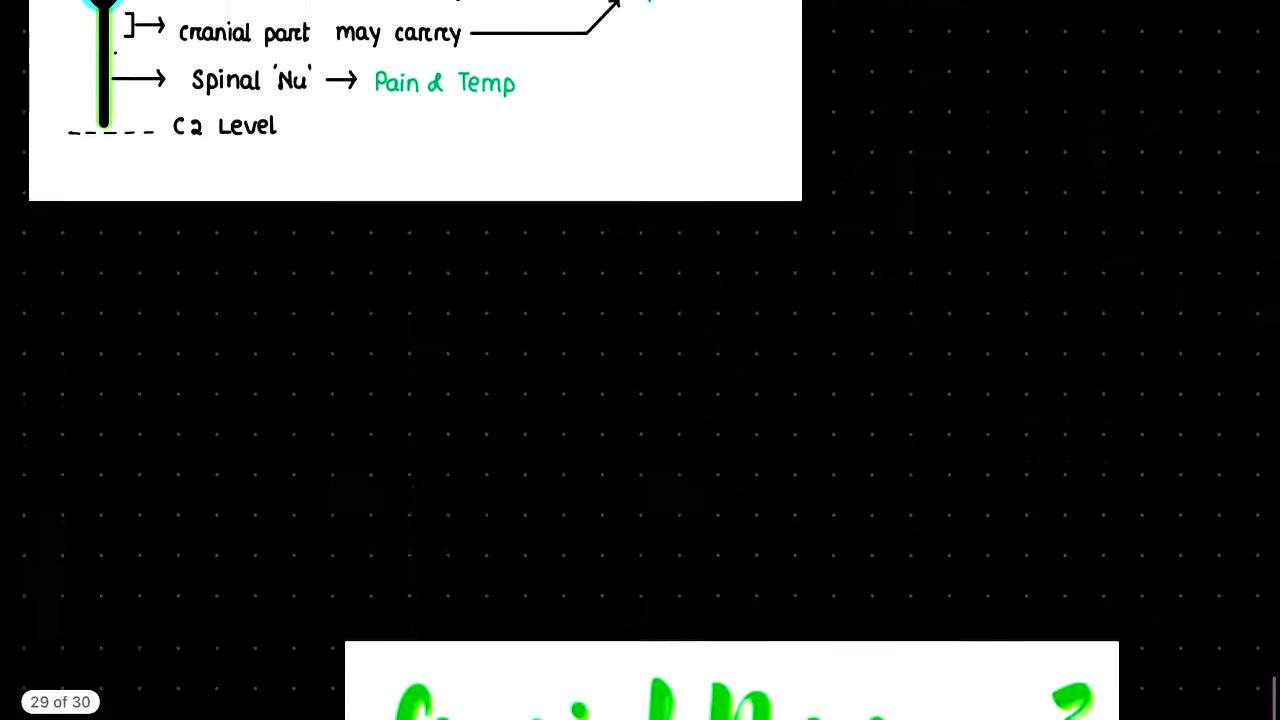 cranial part may carry
Spinal 'Nu' → Pain & Temp
C2 Level
29 of 30